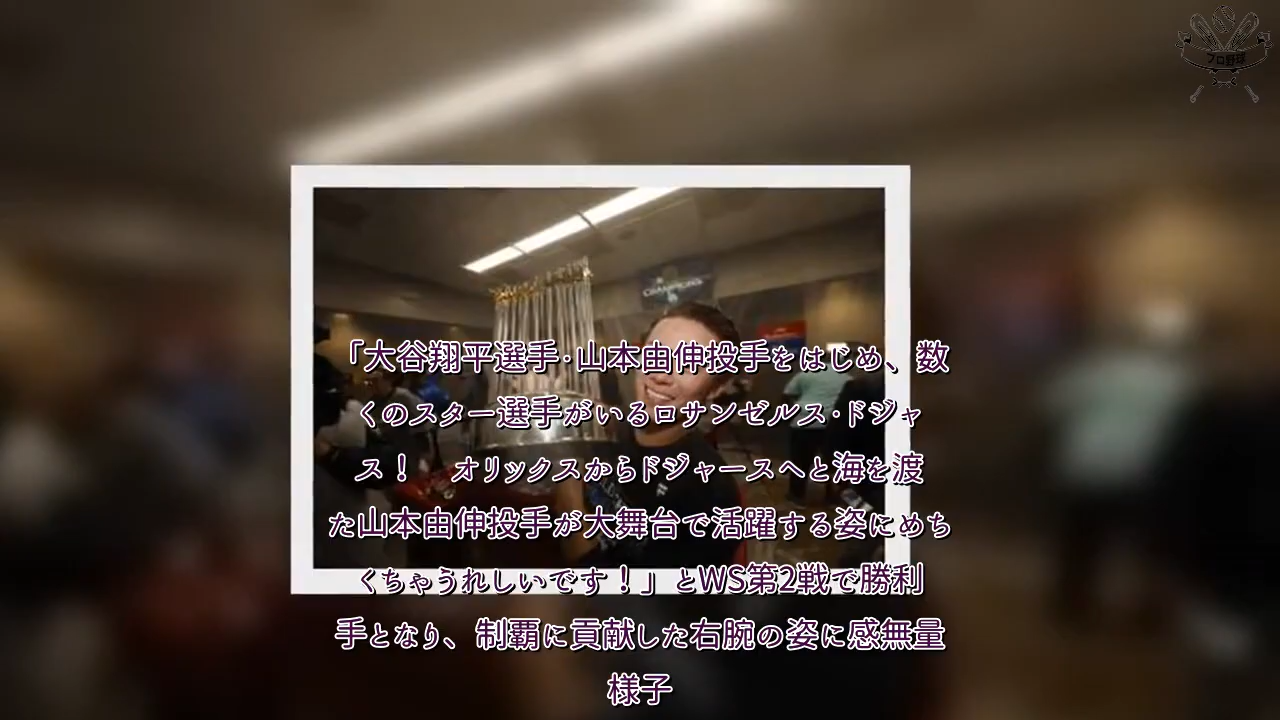 プロ野球
CHAMPIONS
「大谷翔平選手·山本由伸投手をはじめ、数
くのスター選手がいるロサンゼルス·ドジャ
ス！　オリックスからドジャースへと海を渡
た山本由伸投手が大舞台で活躍する姿にめち
くちゃうれしいです！」とWS第2戦で勝利
手となり、制覇に貢献した右腕の姿に感無量
様子